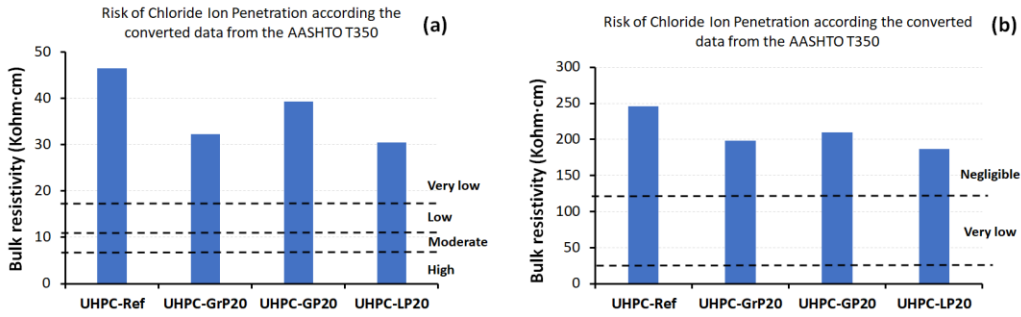 Risk of Chloride Ion Penetration according the
converted data from the AASHTO T350
(a)
Bulk resistivity (Kohm·cm)
50
40
30
20
10
0
Very low
Low
Moderate
High
UHPC-Ref UHPC-GrP20 UHPC-GP20 UHPC-LP20
Risk of Chloride Ion Penetration according the converted
data from the AASHTO T350
(b)
Bulk resistivity (Kohm·cm)
300
250
200
150
100
50
0
Negligible
Very low
UHPC-Ref UHPC-GrP20 UHPC-GP20 UHPC-LP20